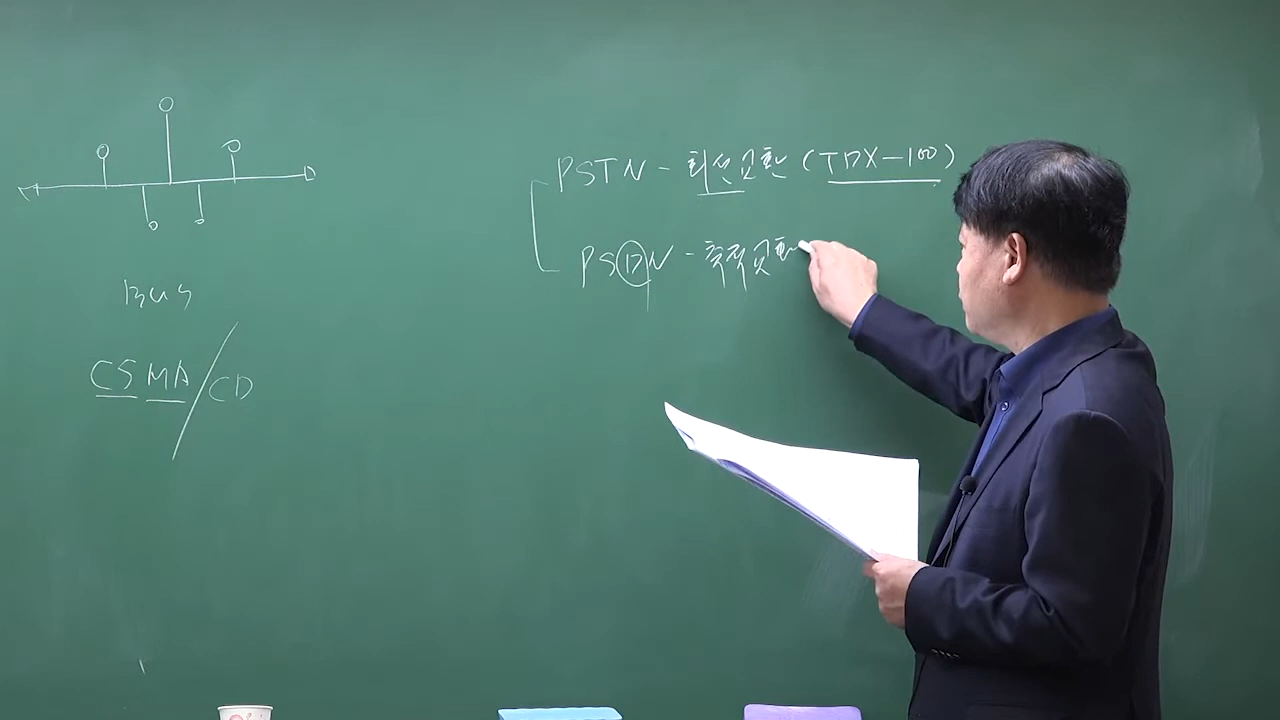 Bus
CSMA/CD
PSTN - 회선교환 (TDX-100)
PSDN - 축적교환